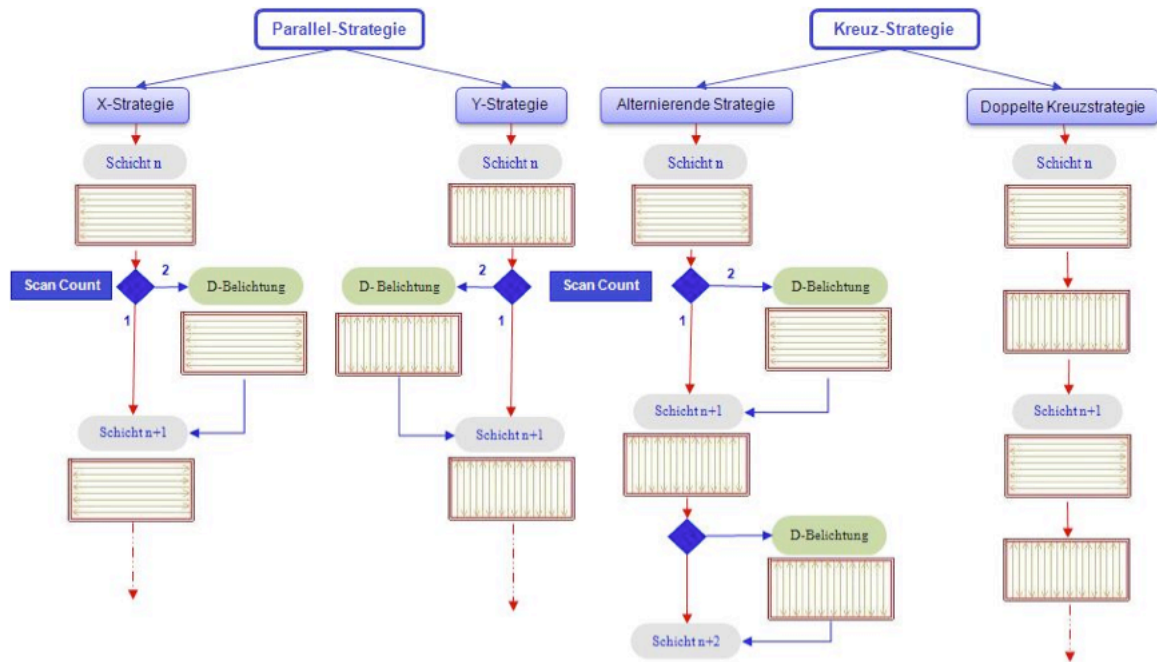 Parallel-Strategie
Kreuz-Strategie
X-Strategie
Y-Strategie
Alternierende Strategie
Doppelte Kreuzstrategie
Schicht n
Schicht n
Schicht n
Schicht n
Scan Count
2
D-Belichtung
1
D- Belichtung
2
1
Scan Count
2
D-Belichtung
1
Schicht n+1
Schicht n+1
Schicht n+1
Schicht n+1
D-Belichtung
Schicht n+2